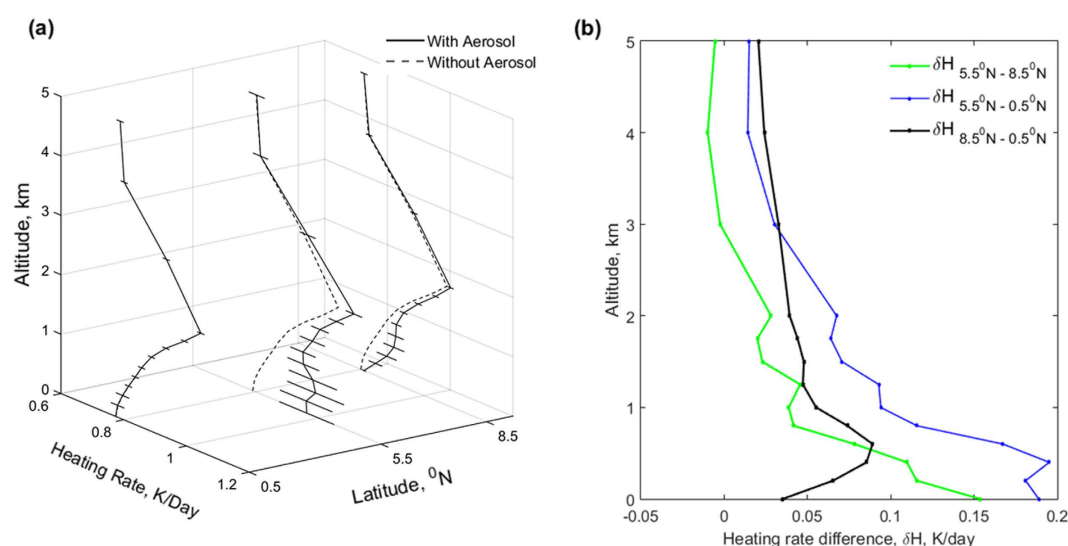 (a)
With Aerosol
Without Aerosol
5
4
3
2
1
0
Altitude, km
0.6
0.8
1
1.2
Heating Rate, K/Day
0.5
5.5
8.5
Latitude, ⁰N
(b)
5
4
3
2
1
0
Altitude, km
δH 5.5⁰N - 8.5⁰N
δH 5.5⁰N - 0.5⁰N
δH 8.5⁰N - 0.5⁰N
-0.05
0
0.05
0.1
0.15
0.2
Heating rate difference, δH, K/day